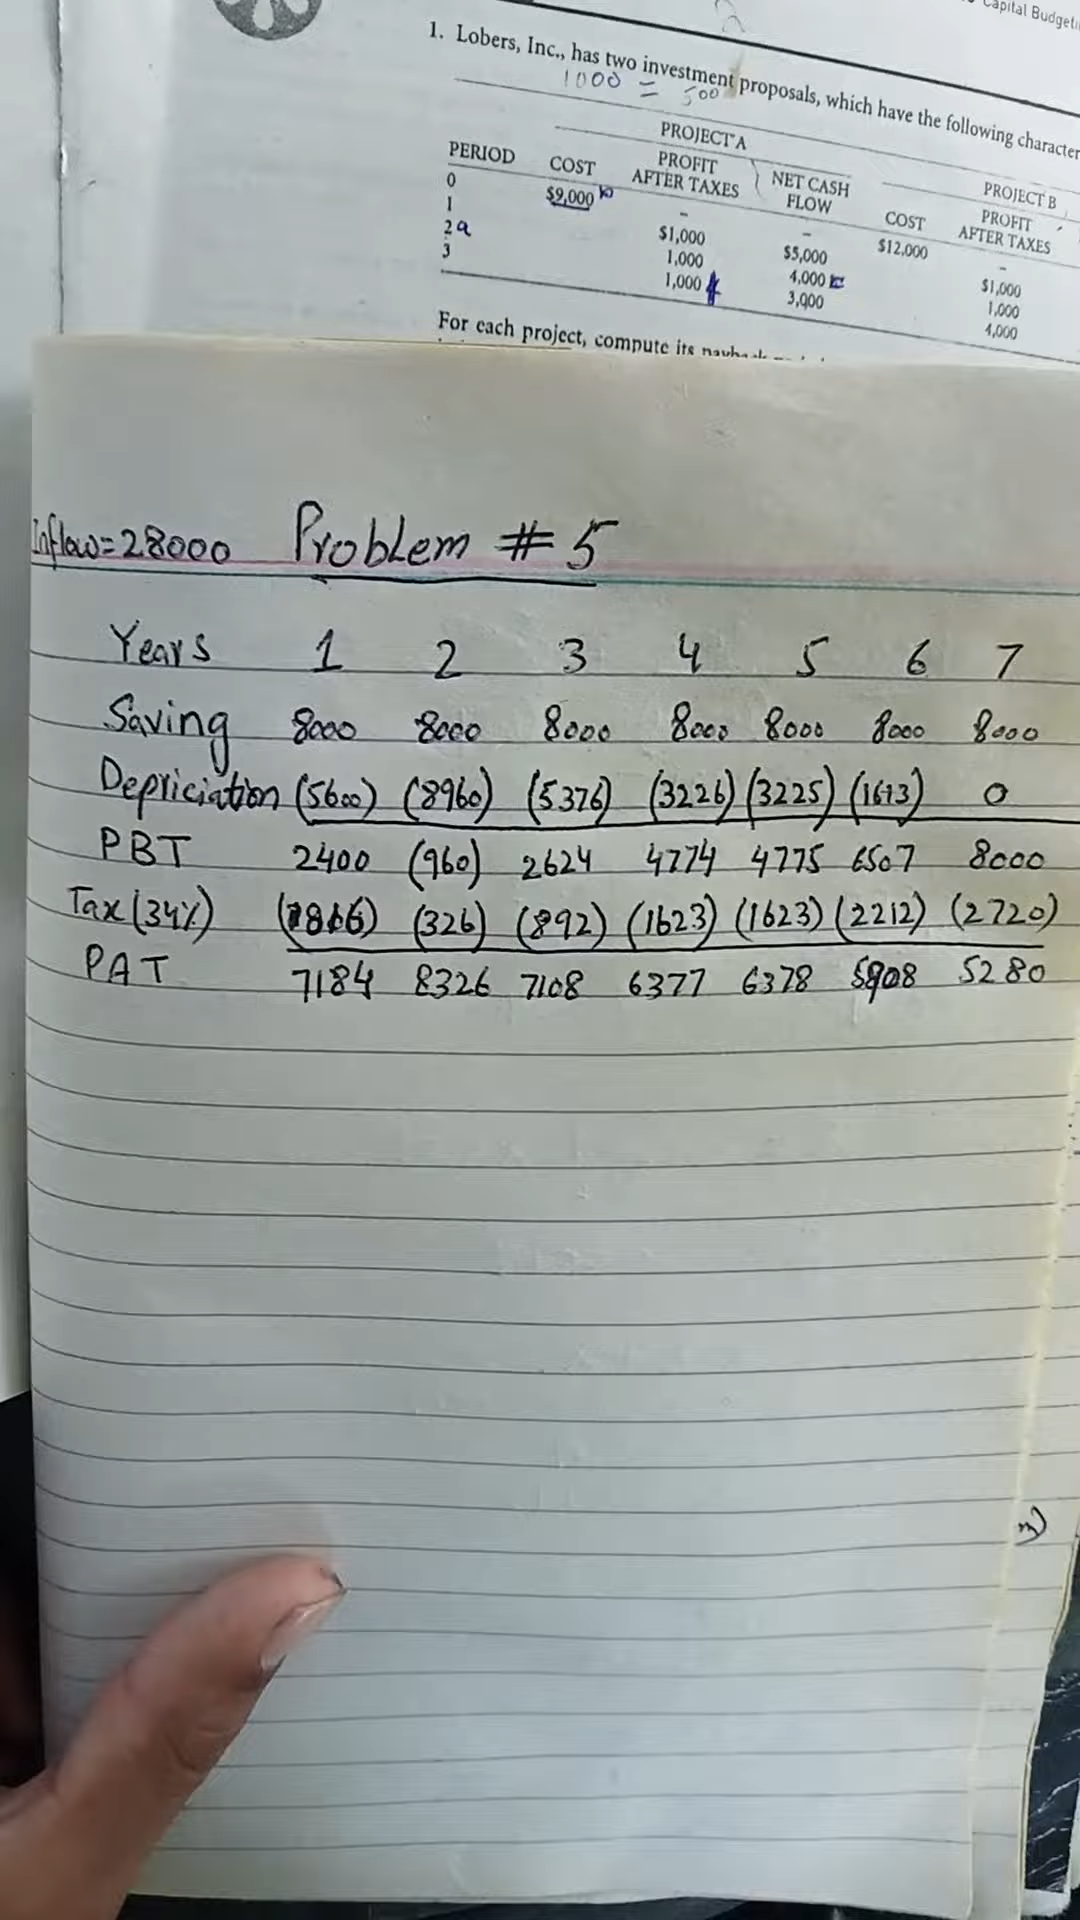 Capital Budgeti
1. Lobers, Inc., has two investment proposals, which have the following character
1000 = 500
PROJECT A PROJECT B
PERIOD COST PROFIT AFTER TAXES NET CASH FLOW COST PROFIT AFTER TAXES
0 $9,000 – – $12,000 –
1 $1,000 $5,000 $1,000
2 a 1,000 4,000 1,000
3 1,000 3,000 4,000
For each project, compute its
Inflow=28000 Problem # 5
Years 1 2 3 4 5 6 7
Saving 8000 8000 8000 8000 8000 8000 8000
Depriciation (5600) (8960) (5376) (3226) (3225) (1613) 0
PBT 2400 (960) 2624 4774 4775 6507 8000
Tax (34%) (326) (892) (1623) (1623) (2212) (2720)
PAT 7184 8326 7108 6377 6378 5908 5280